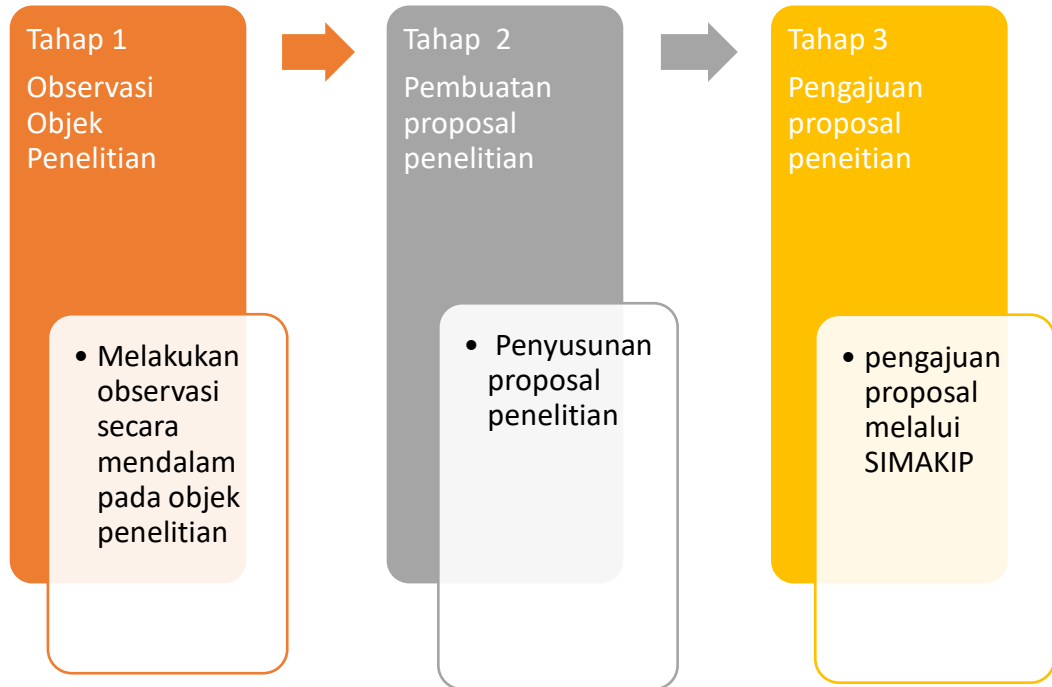 Tahap 1
Observasi
Objek
Penelitian
• Melakukan
observasi
secara
mendalam
pada objek
penelitian
Tahap  2
Pembuatan
proposal
penelitian
• Penyusunan
proposal
penelitian
Tahap 3
Pengajuan
proposal
peneitian
• pengajuan
proposal
melalui
SIMAKIP